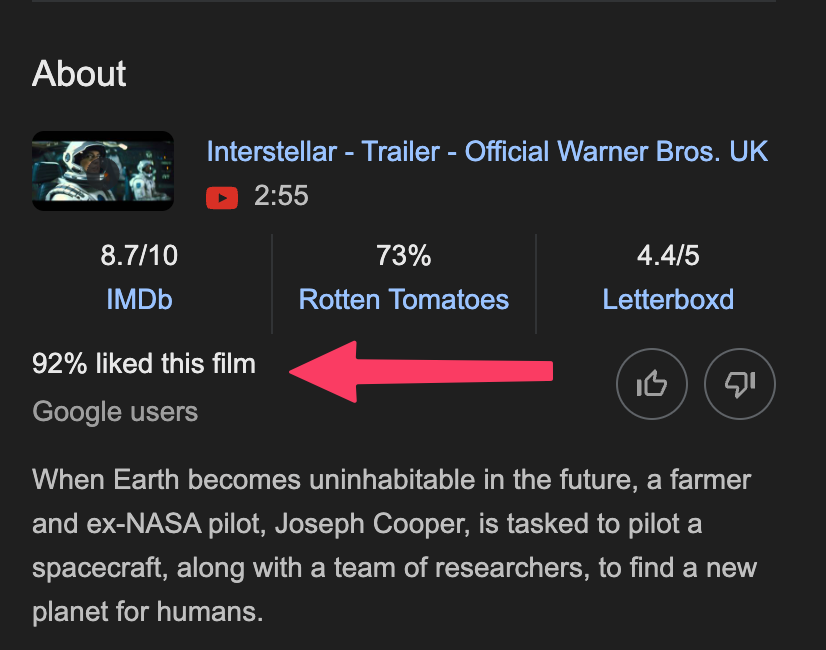 About
Interstellar - Trailer - Official Warner Bros. UK
2:55
8.7/10 73% 4.4/5
IMDb Rotten Tomatoes Letterboxd
92% liked this film
Google users
When Earth becomes uninhabitable in the future, a farmer
and ex-NASA pilot, Joseph Cooper, is tasked to pilot a
spacecraft, along with a team of researchers, to find a new
planet for humans.